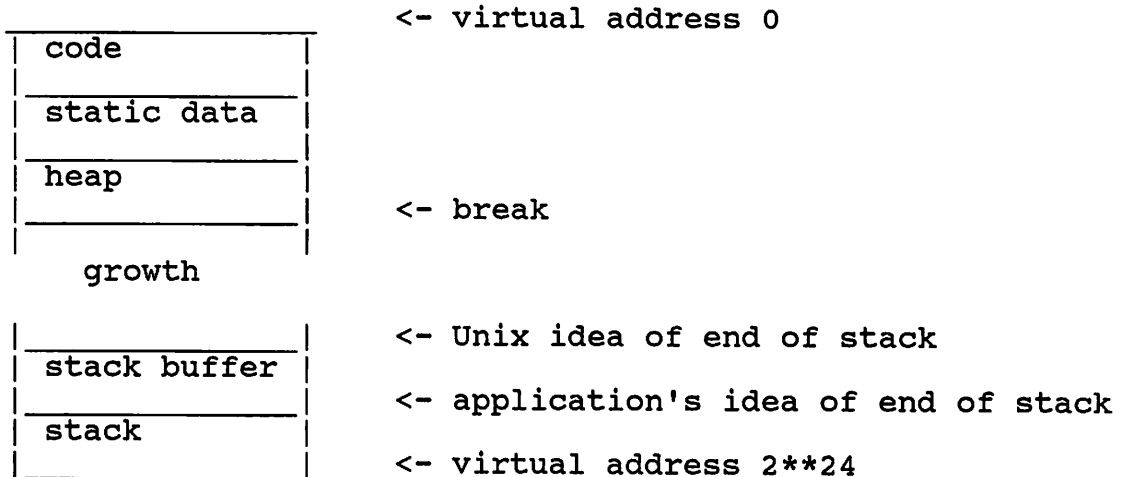 <- virtual address 0
code
static data
heap
<- break
growth
<- Unix idea of end of stack
stack buffer
<- application's idea of end of stack
stack
<- virtual address 2**24